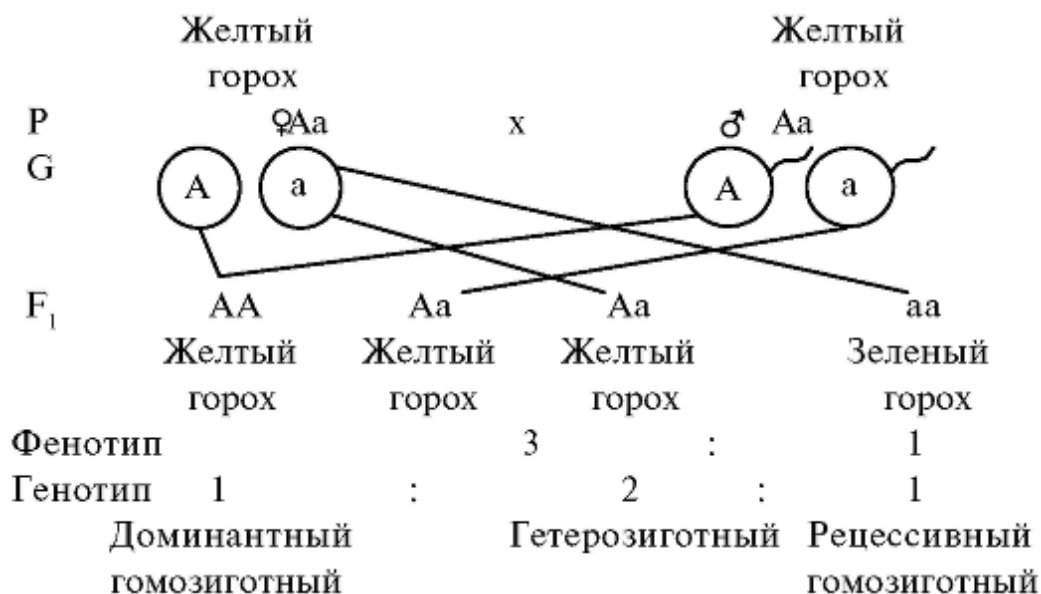 Желтый Желтый
горох горох
P ♀Aa x ♂ Aa
G A a A a
F₁ AA Aa Aa aa
Желтый Желтый Желтый Зеленый
горох горох горох горох
Фенотип 3 : 1
Генотип 1 : 2 : 1
Доминантный Гетерозиготный Рецессивный
гомозиготный гомозиготный